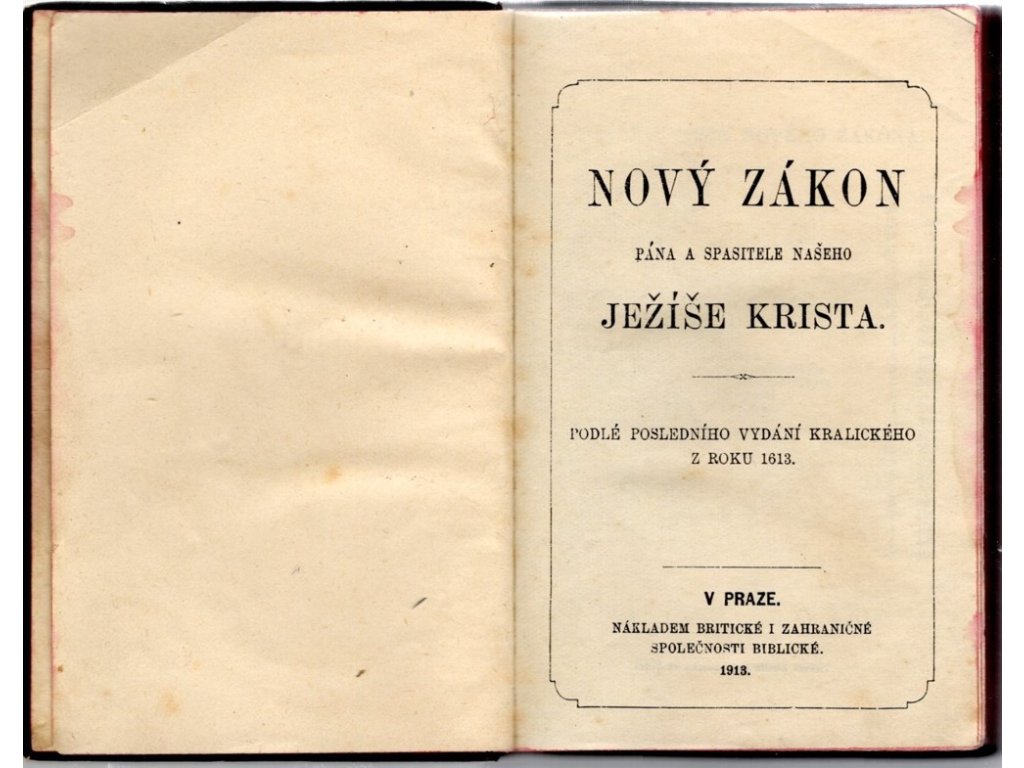 NOVÝ ZÁKON
PÁNA A SPASITELE NAŠEHO
JEŽÍŠE KRISTA.
PODLÉ POSLEDNÍHO VYDÁNÍ KRALICKÉHO
Z ROKU 1613.
V PRAZE.
NÁKLADEM BRITICKÉ I ZAHRANIČNÉ
SPOLEČNOSTI BIBLICKÉ.
1913.